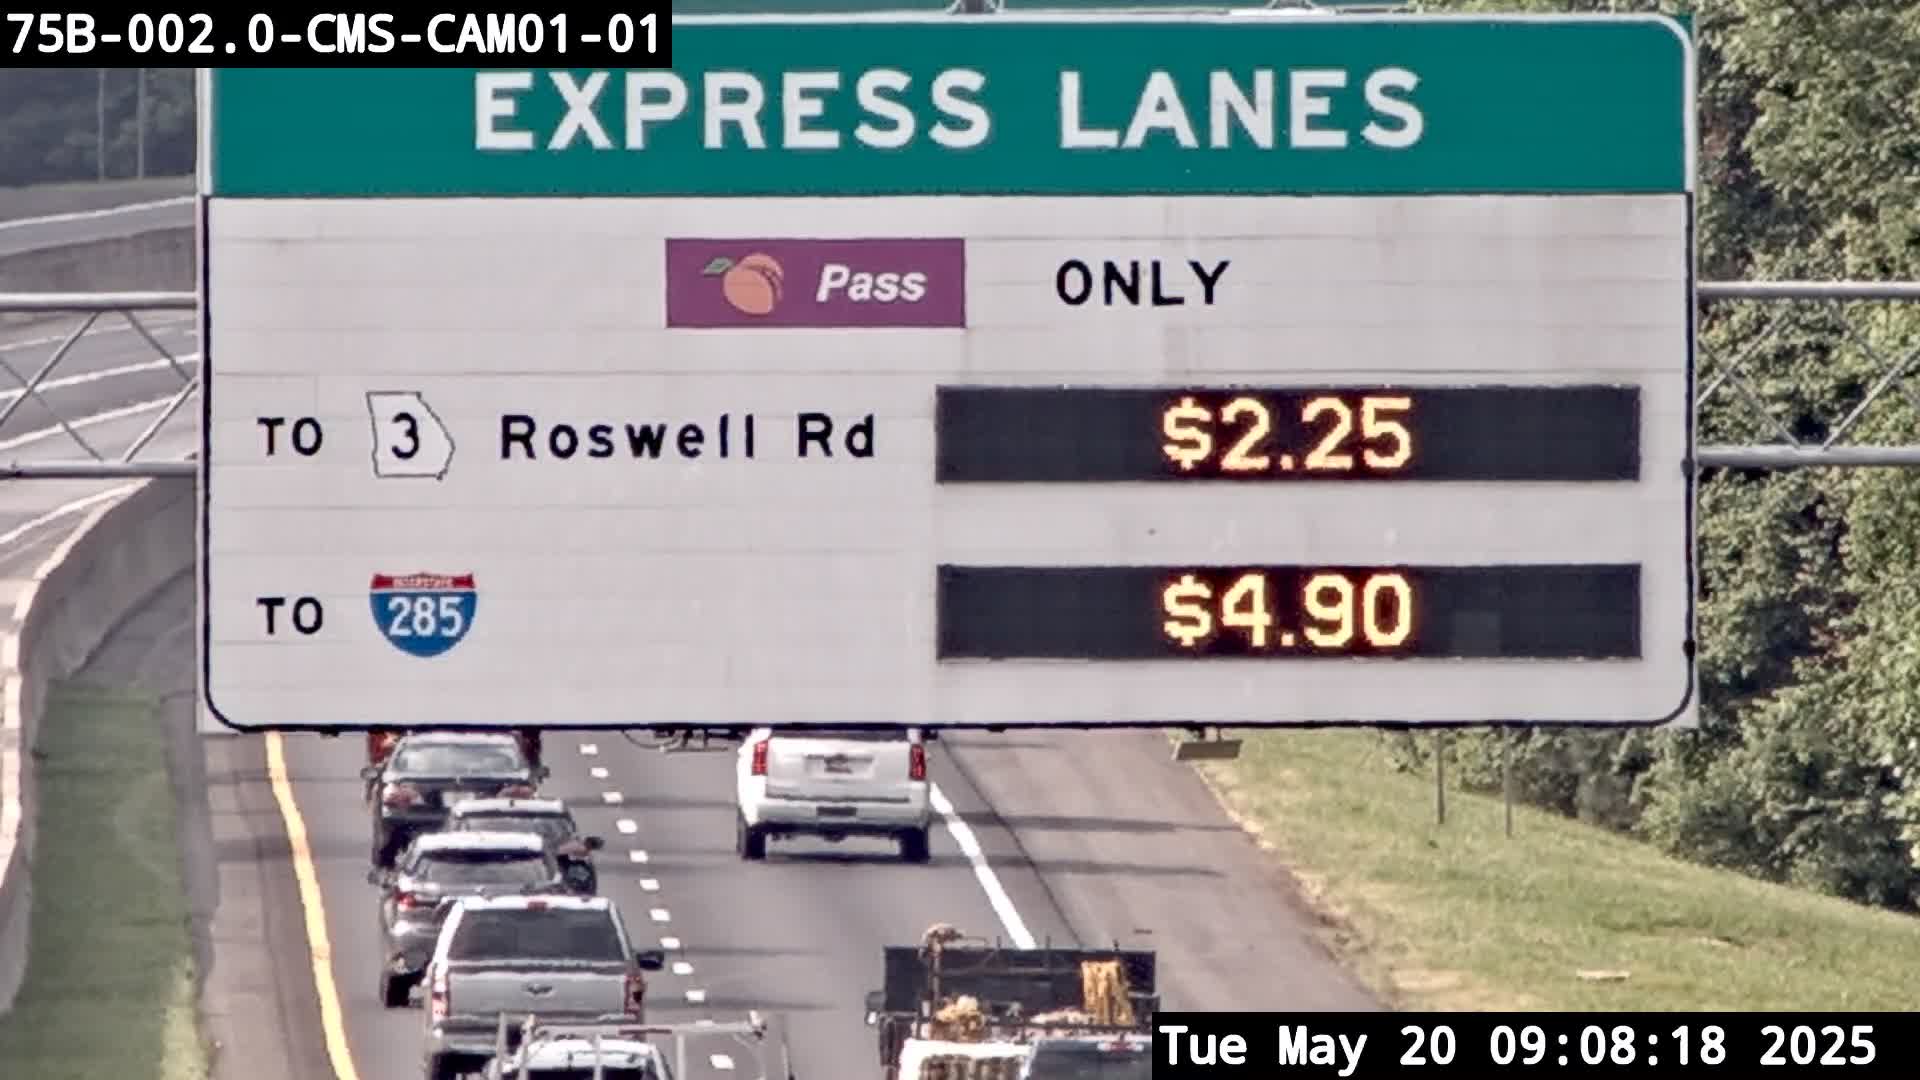 75B-002.0-CMS-CAM01-01
EXPRESS LANES
Pass ONLY
TO 3 Roswell Rd $2.25
INTERSTATE
TO 285 $4.90
Tue May 20 09:08:18 2025